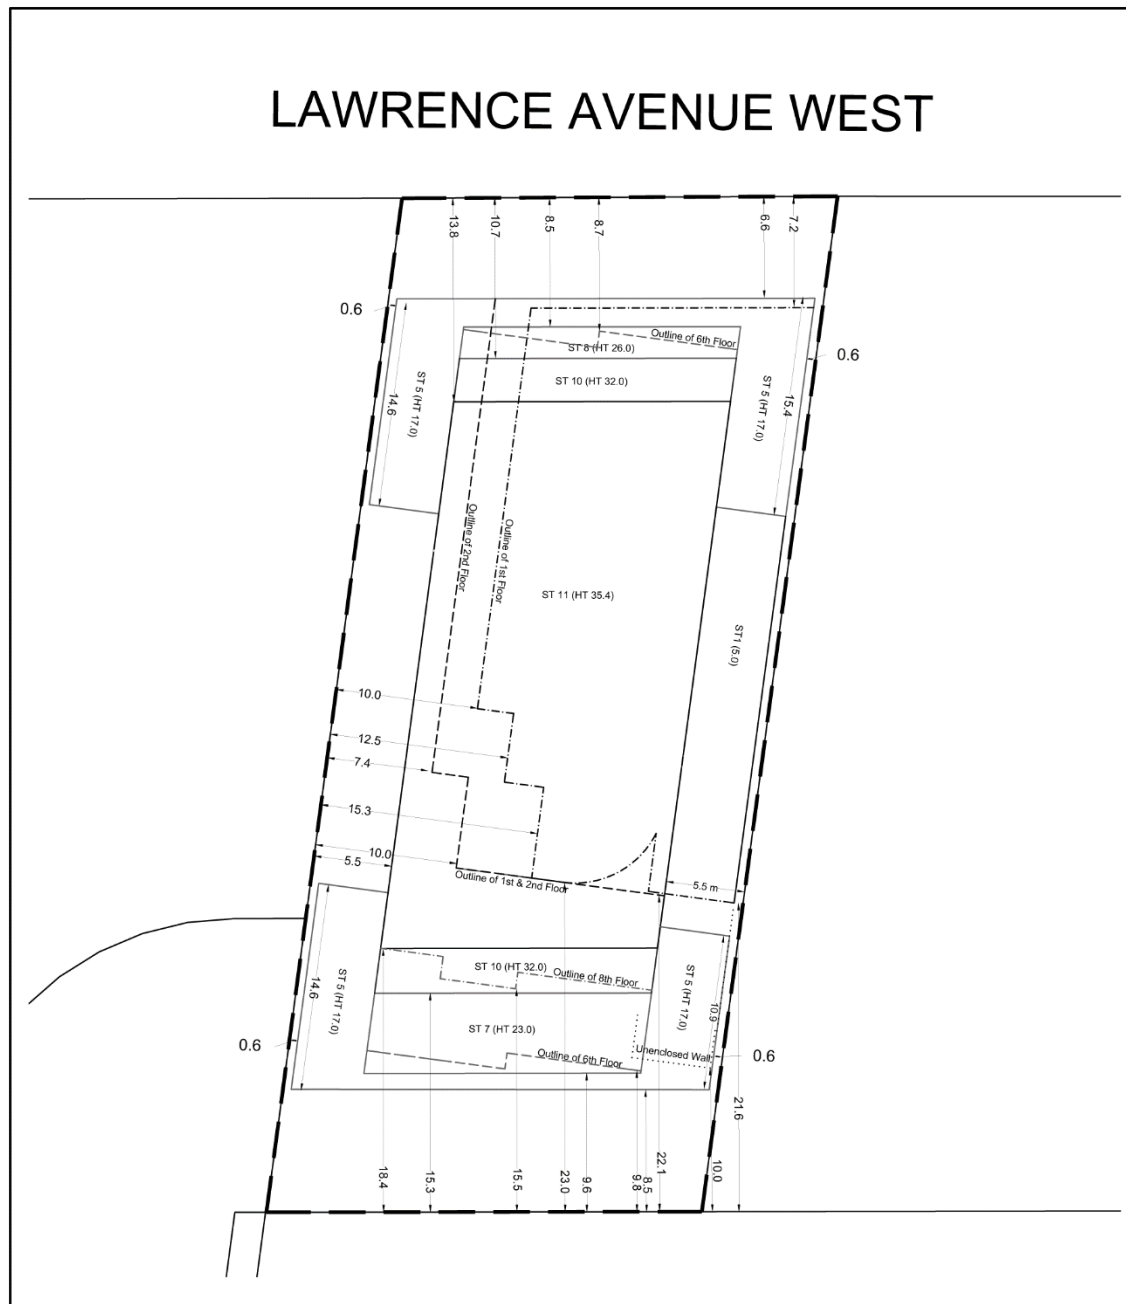 LAWRENCE AVENUE WEST
13.8
10.7
8.5
8.7
6.6
7.2
0.6
0.6
Outline of 6th Floor
ST 8 (HT 26.0)
ST 10 (HT 32.0)
ST 5 (HT 17.0)
14.6
ST 5 (HT 17.0)
15.4
Outline of 2nd Floor
Outline of 1st Floor
ST 11 (HT 35.4)
ST1 (5.0)
10.0
12.5
7.4
15.3
10.0
5.5
Outline of 1st & 2nd Floor
5.5 m
ST 10 (HT 32.0)
Outline of 8th Floor
ST 5 (HT 17.0)
14.6
ST 5 (HT 17.0)
10.9
ST 7 (HT 23.0)
Outline of 6th Floor
Unenclosed Wall
0.6
0.6
18.4
15.3
15.5
23.0
9.6
9.8
8.5
22.1
10.0
21.6